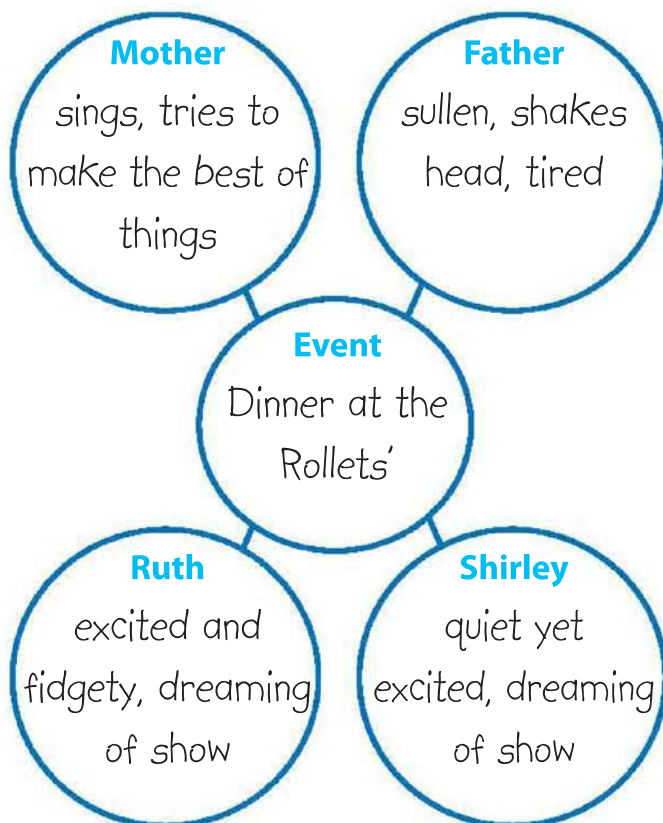 Mother
sings, tries to
make the best of
things
Father
sullen, shakes
head, tired
Event
Dinner at the
Rollets'
Ruth
excited and
fidgety, dreaming
of show
Shirley
quiet yet
excited, dreaming
of show